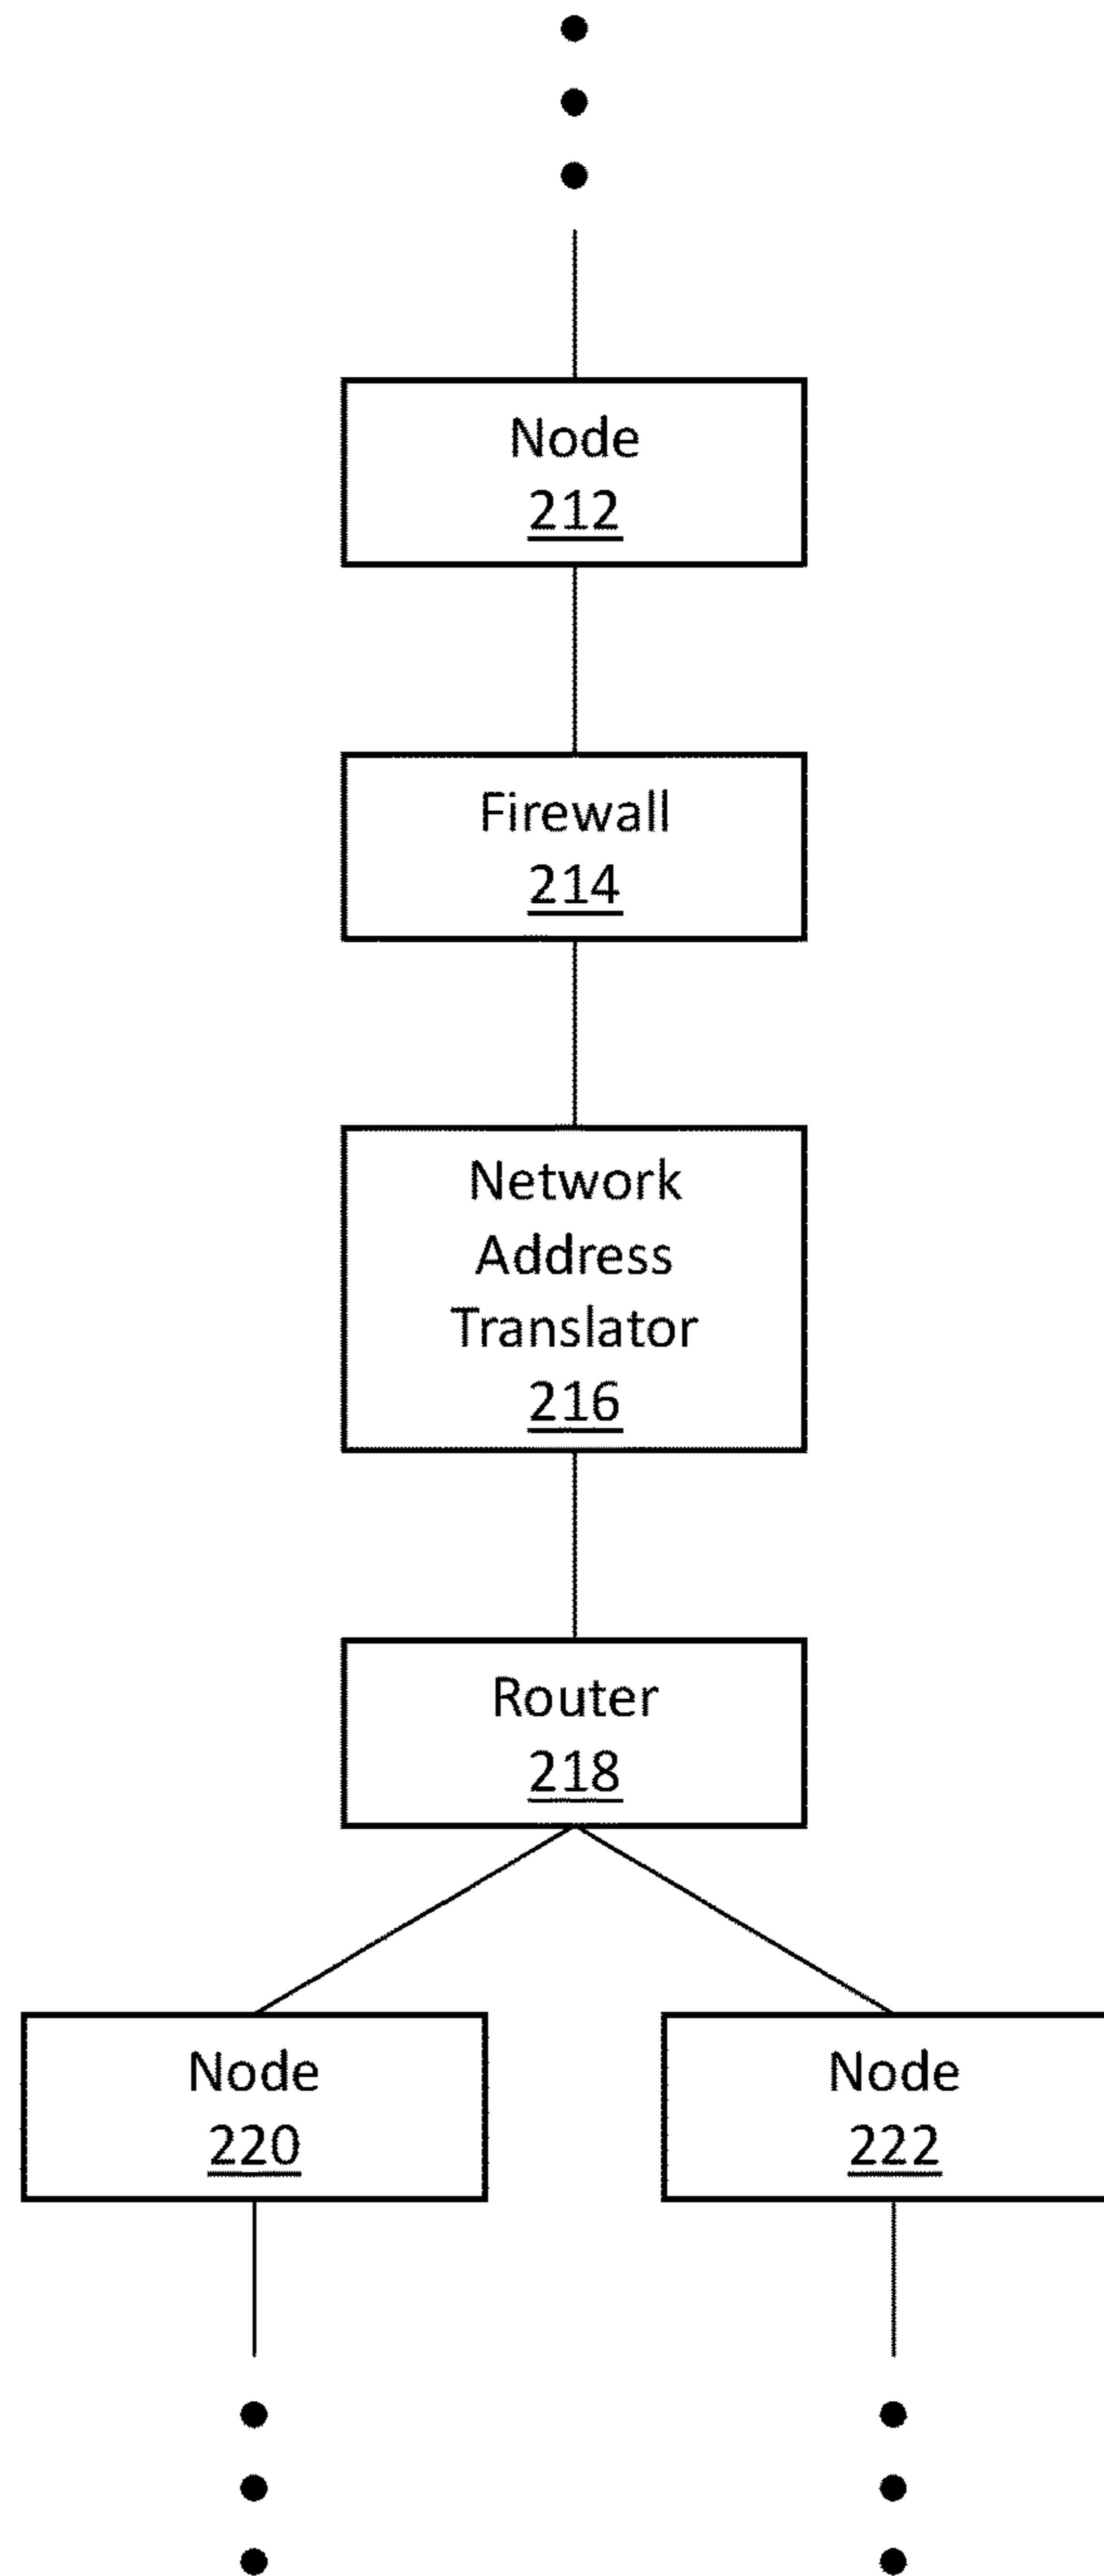 Node
212
Firewall
214
Network
Address
Translator
216
Router
218
Node
220
Node
222